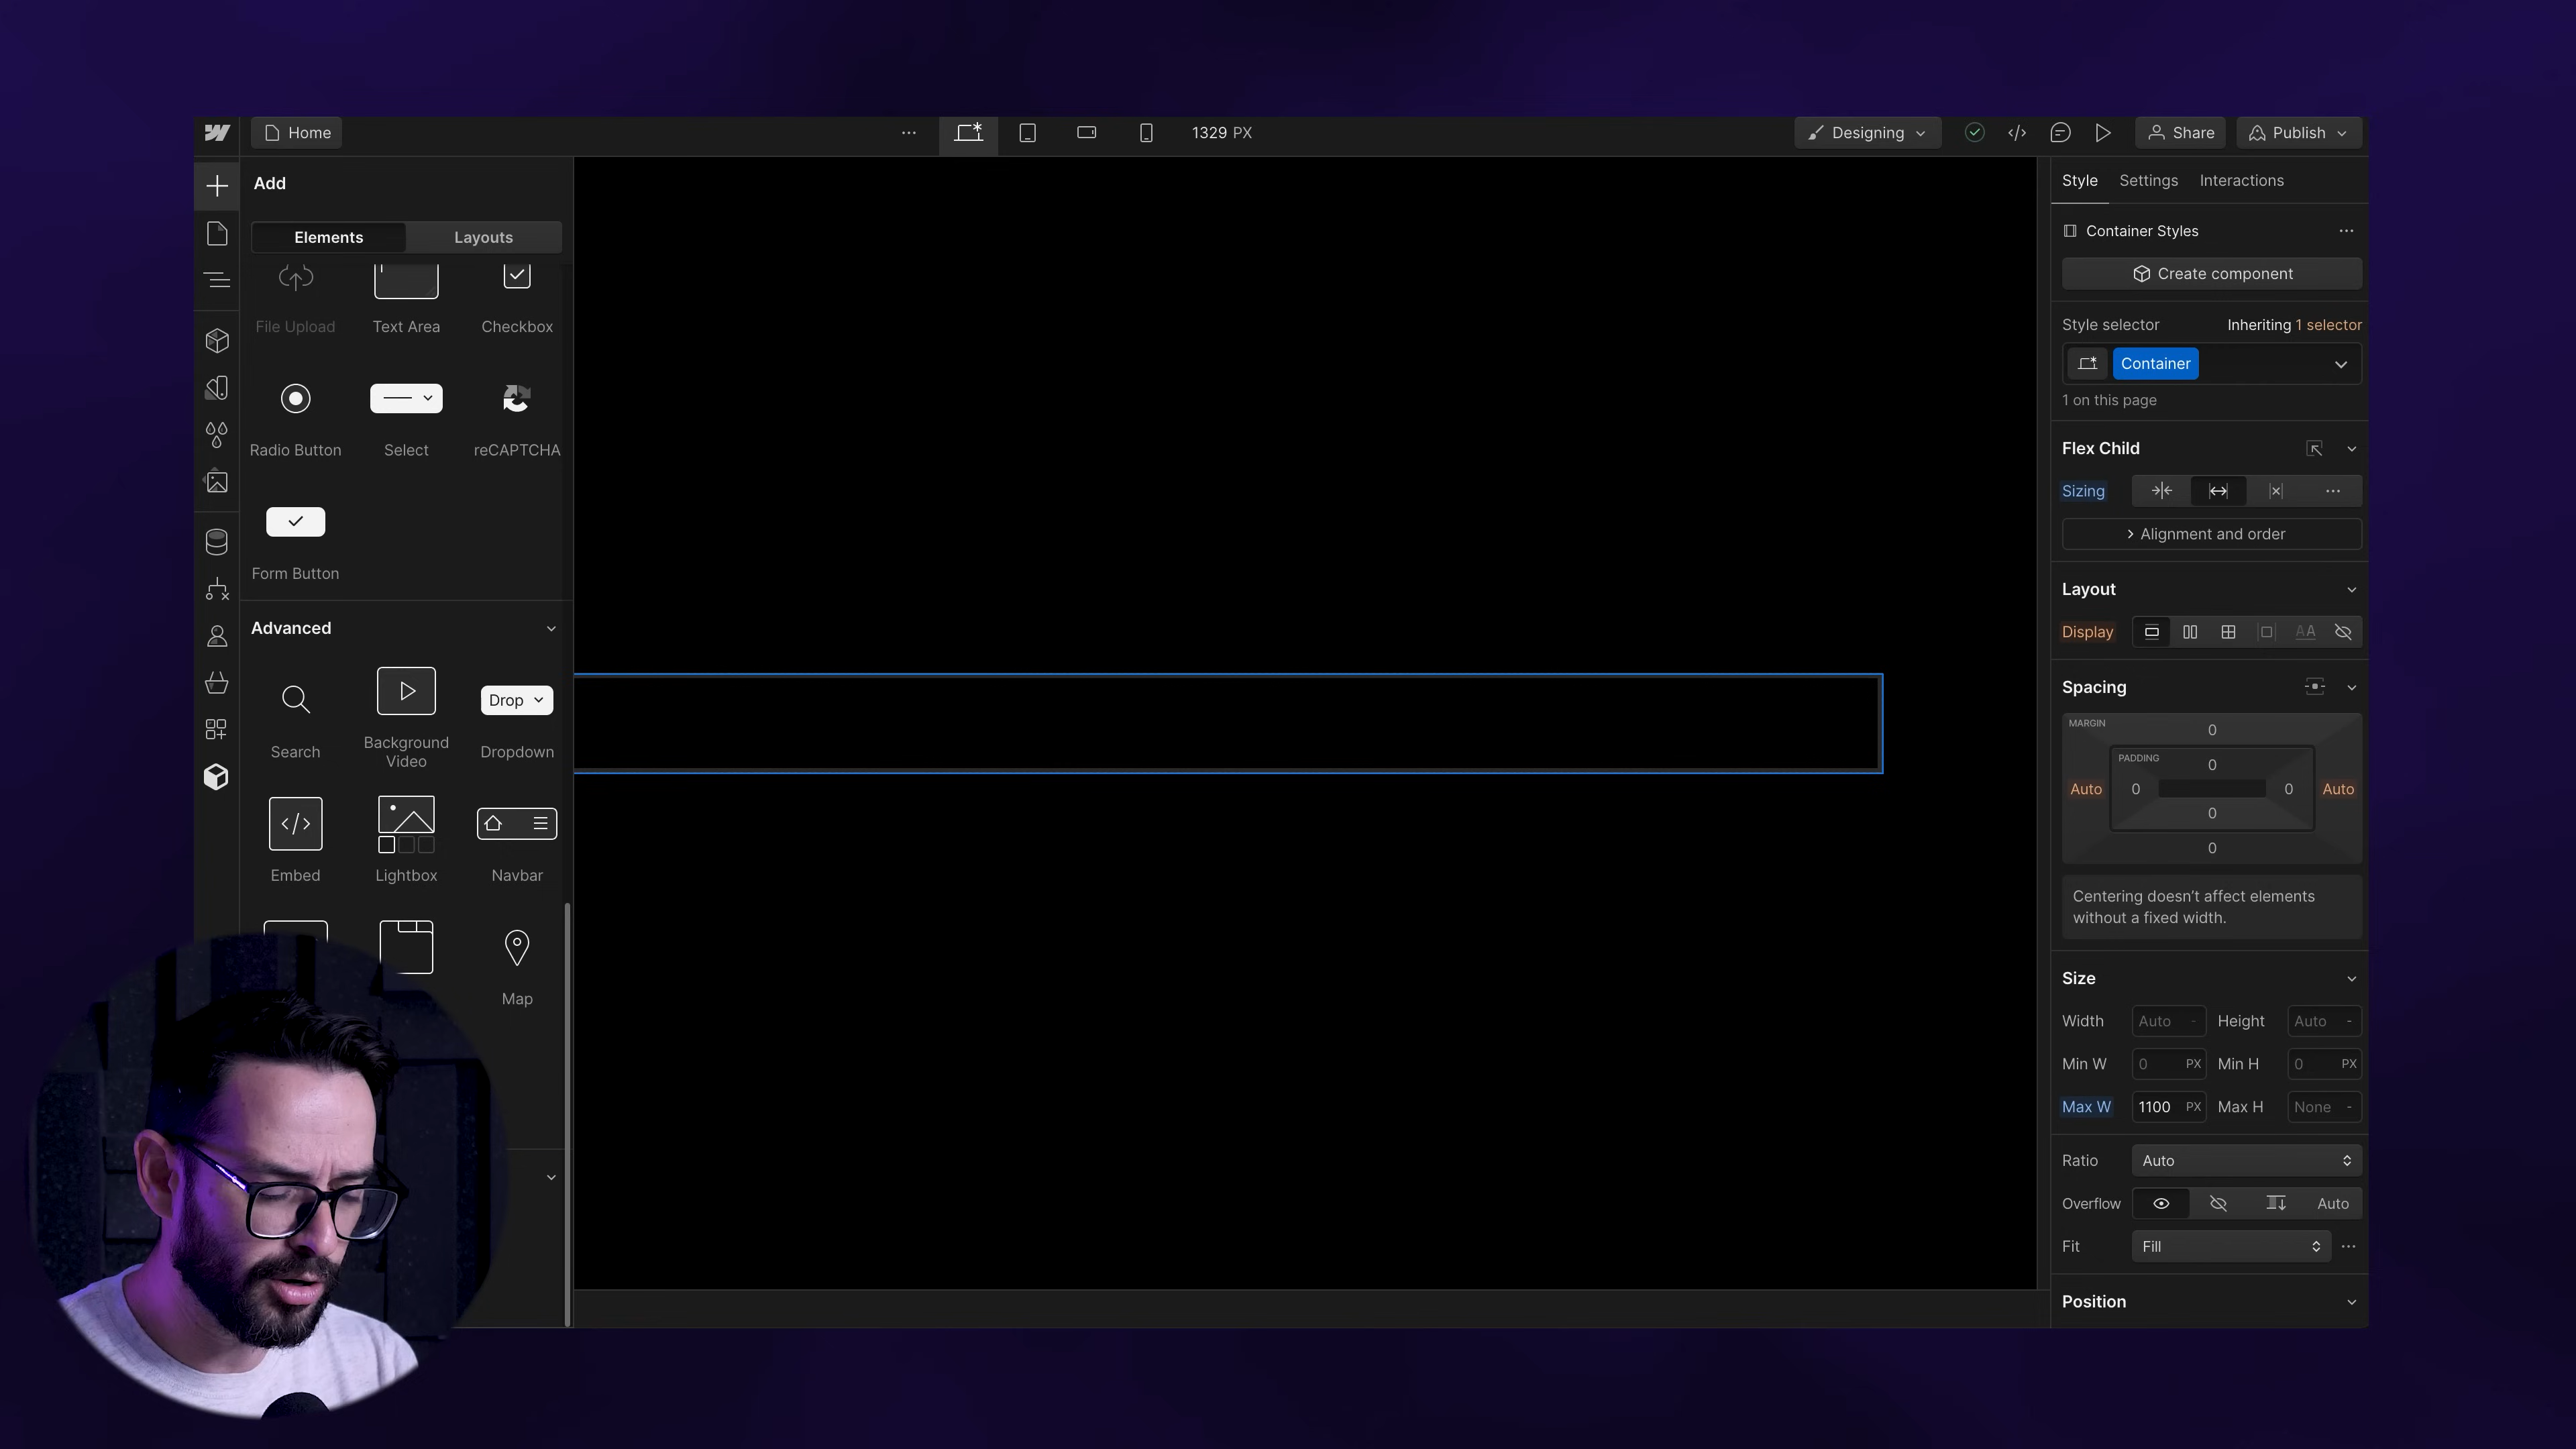 Home
1329 PX
Designing
Share
Publish
Add
Elements
Layouts
File Upload
Text Area
Checkbox
Radio Button
Select
reCAPTCHA
Form Button
Advanced
Search
Background
Video
Drop
Dropdown
Embed
Lightbox
Navbar
Map
Style
Settings
Interactions
Container Styles
Create component
Style selector
Inheriting 1 selector
Container
1 on this page
Flex Child
Sizing
Alignment and order
Layout
Display
AA
Spacing
MARGIN
0
PADDING
0
Auto
0
0
Auto
0
0
Centering doesn't affect elements
without a fixed width.
Size
Width
Auto -
Height
Auto -
Min W
0 PX
Min H
0 PX
Max W
1100 PX
Max H
None -
Ratio
Auto
Overflow
Auto
Fit
Fill
Position